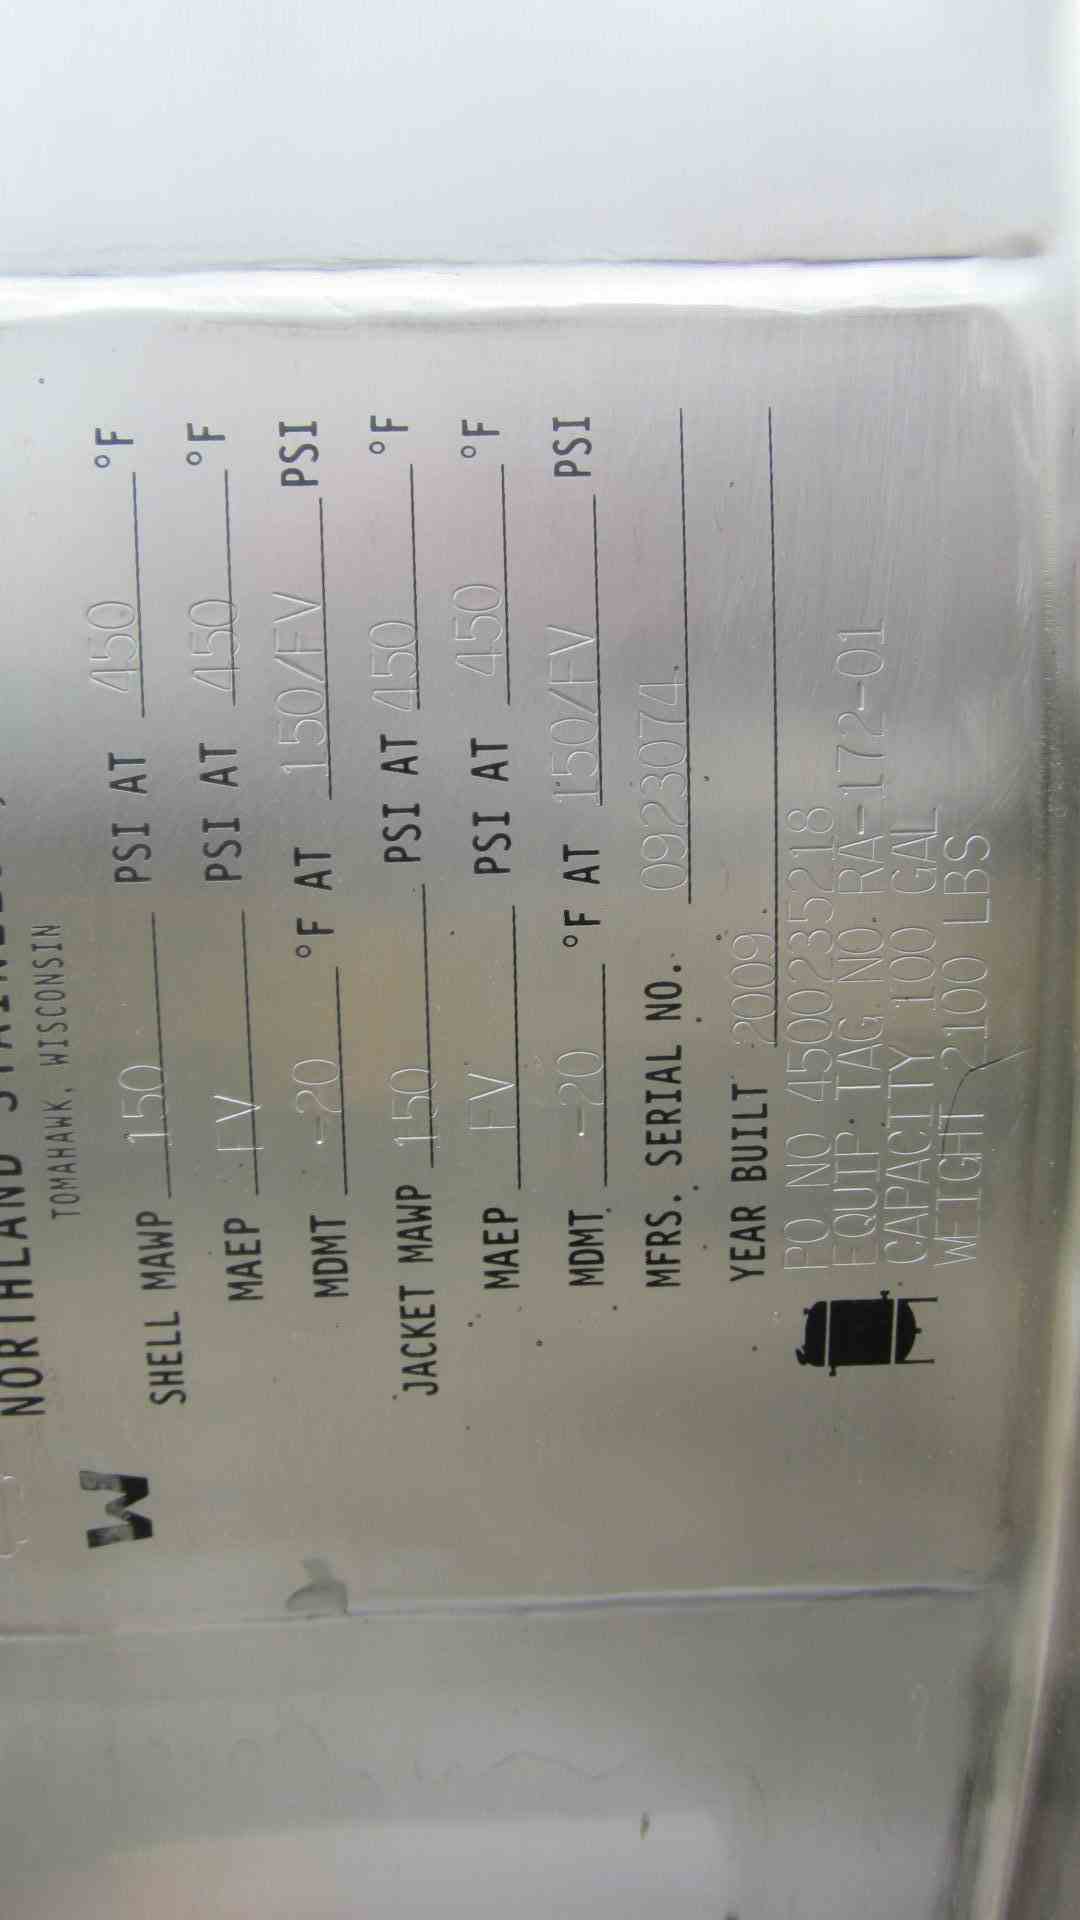 NORTHLAND STAINLESS,
TOMAHAWK, WISCONSIN
W
SHELL MAWP 150 PSI AT 450 °F
MAEP FV PSI AT 450 °F
MDMT -20 °F AT 150/FV PSI
JACKET MAWP 150 PSI AT 450 °F
MAEP FV PSI AT 450 °F
MDMT -20 °F AT 150/FV PSI
MFRS. SERIAL NO. 0923074
YEAR BUILT 2009
PO NO 4500235218
EQUIP. TAG NO. RA-172-01
CAPACITY 100 GAL
WEIGHT 2100 LBS